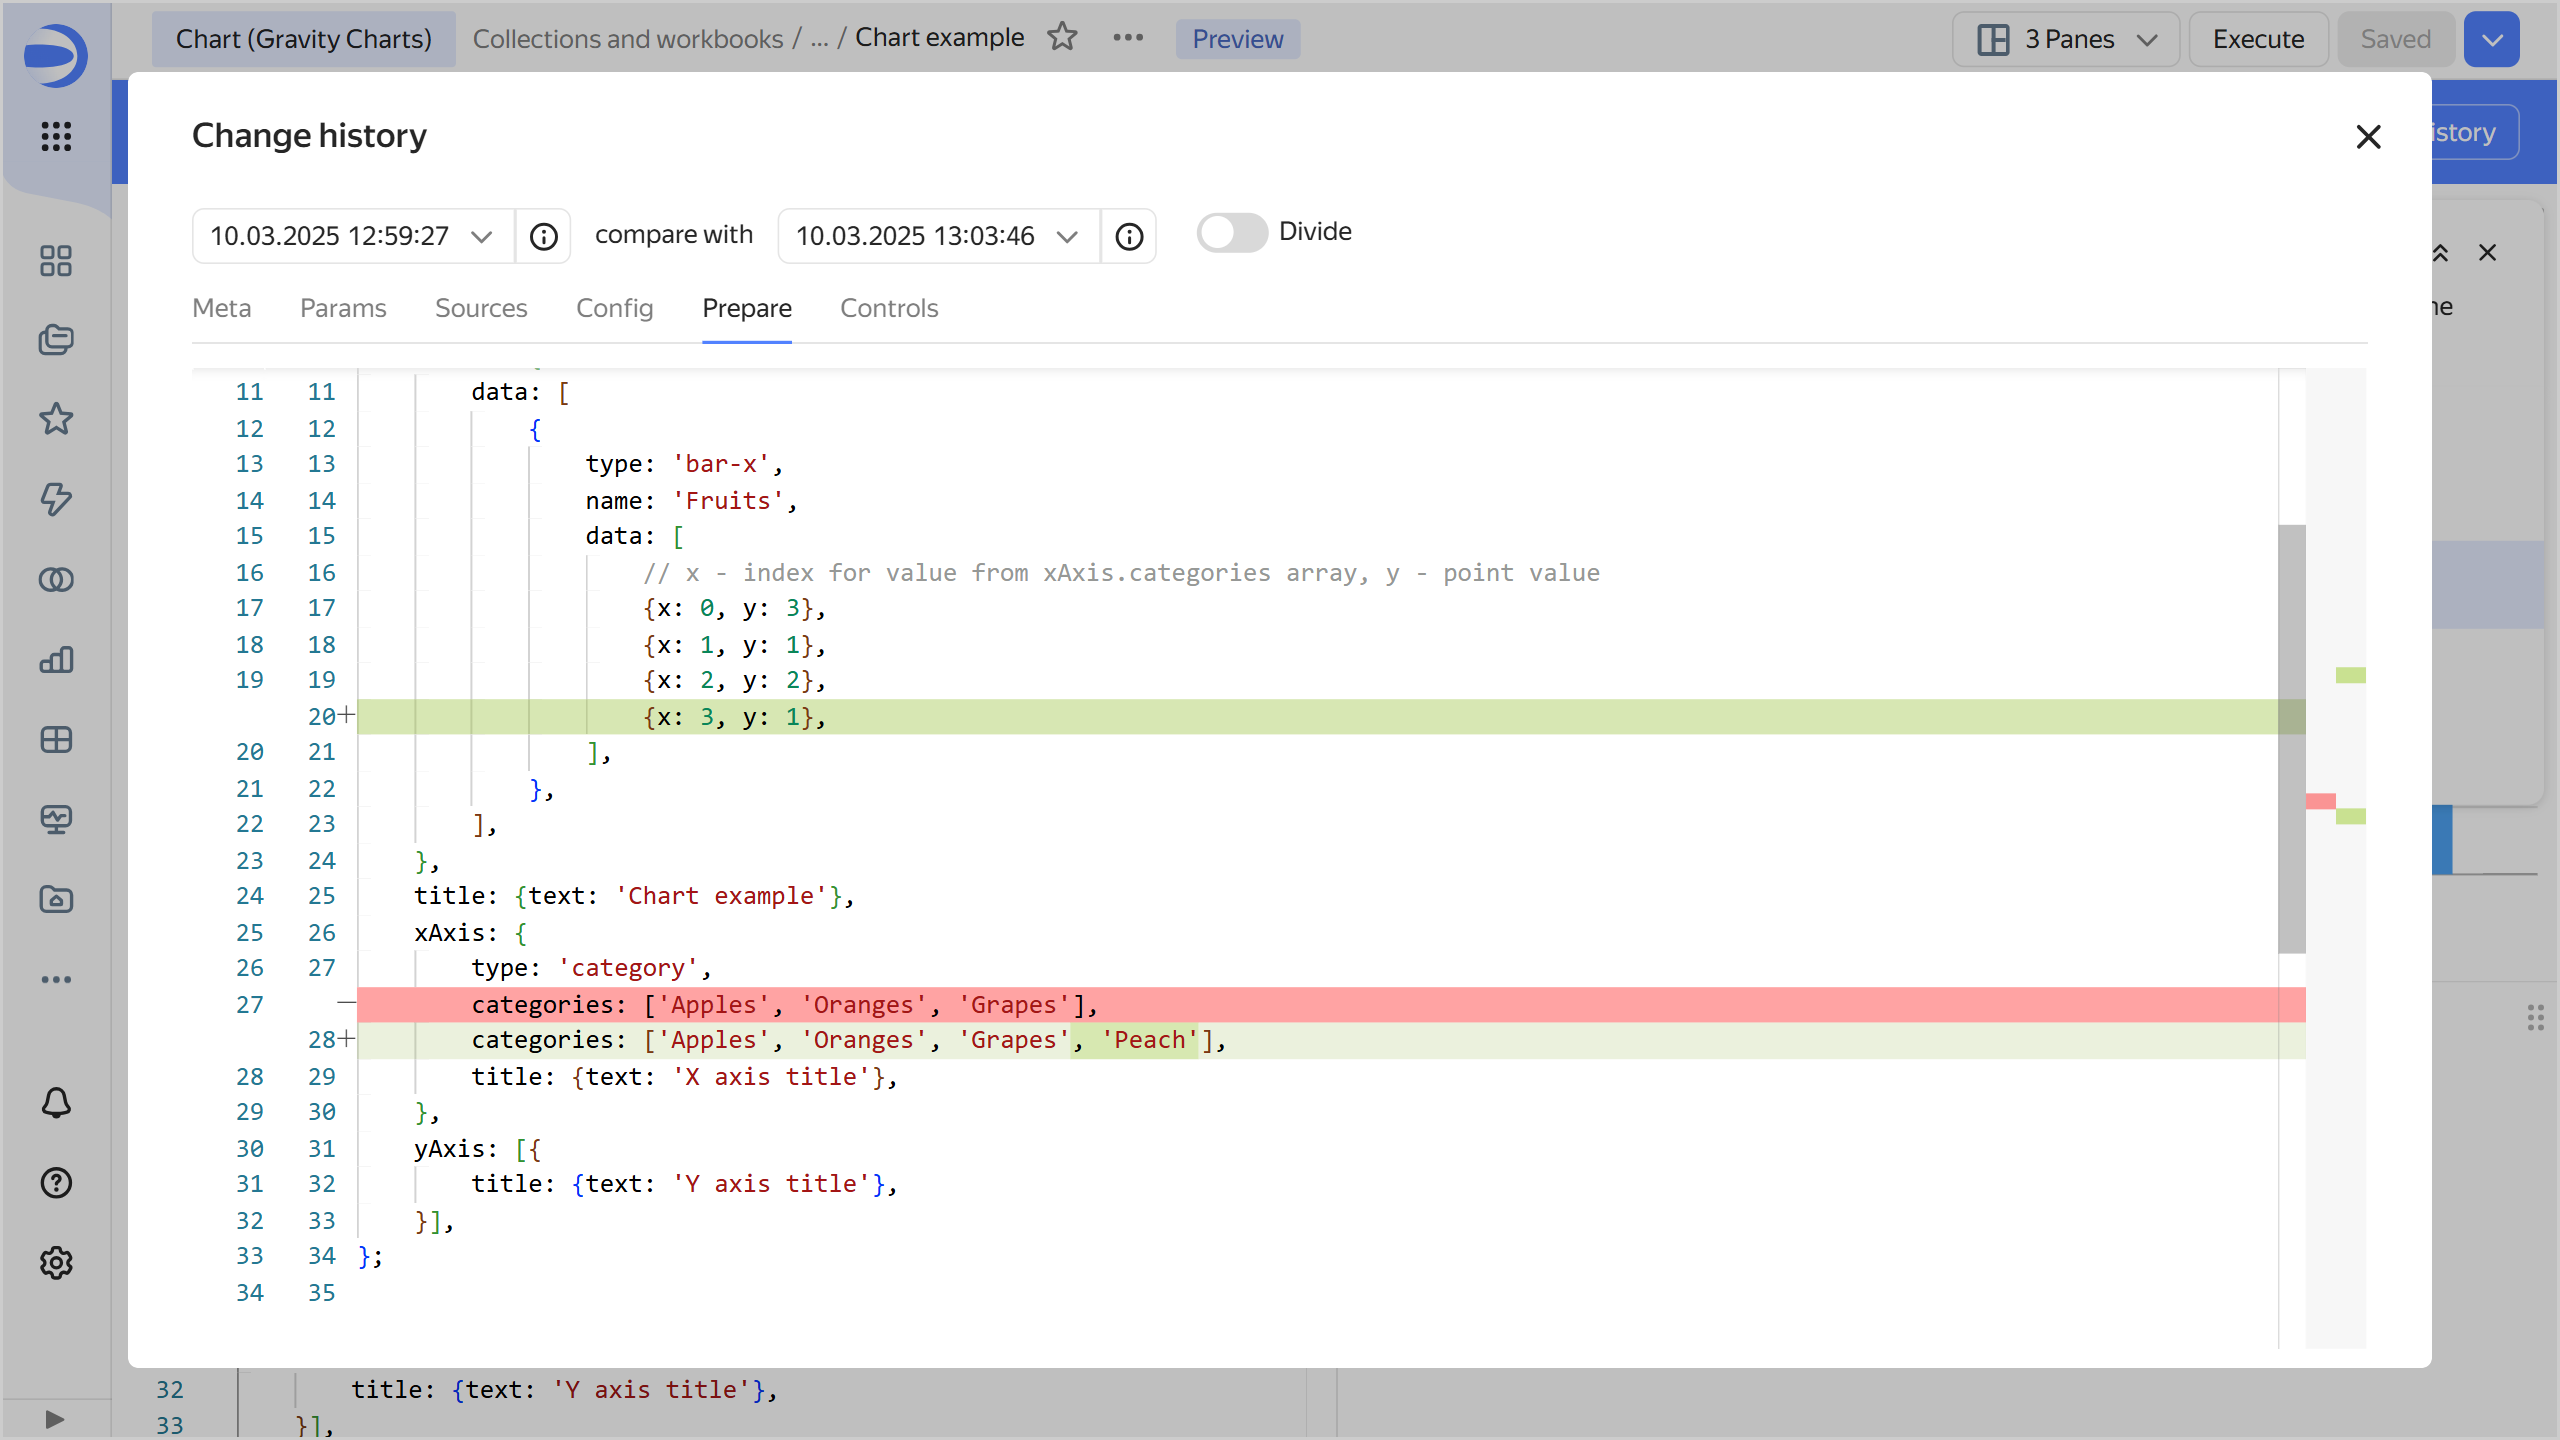 Chart (Gravity Charts) Collections and workbooks / ... / Chart example Preview 3 Panes Execute Saved
Change history
10.03.2025 12:59:27 compare with 10.03.2025 13:03:46 Divide
Meta Params Sources Config Prepare Controls
11 11 data: [
12 12 {
13 13 type: 'bar-x',
14 14 name: 'Fruits',
15 15 data: [
16 16 // x - index for value from xAxis.categories array, y - point value
17 17 {x: 0, y: 3},
18 18 {x: 1, y: 1},
19 19 {x: 2, y: 2},
20+ {x: 3, y: 1},
20 21 ],
21 22 },
22 23 ],
23 24 },
24 25 title: {text: 'Chart example'},
25 26 xAxis: {
26 27 type: 'category',
27 — categories: ['Apples', 'Oranges', 'Grapes'],
28+ categories: ['Apples', 'Oranges', 'Grapes', 'Peach'],
28 29 title: {text: 'X axis title'},
29 30 },
30 31 yAxis: [{
31 32 title: {text: 'Y axis title'},
32 33 }],
33 34 };
34 35
32 title: {text: 'Y axis title'},
33 }],